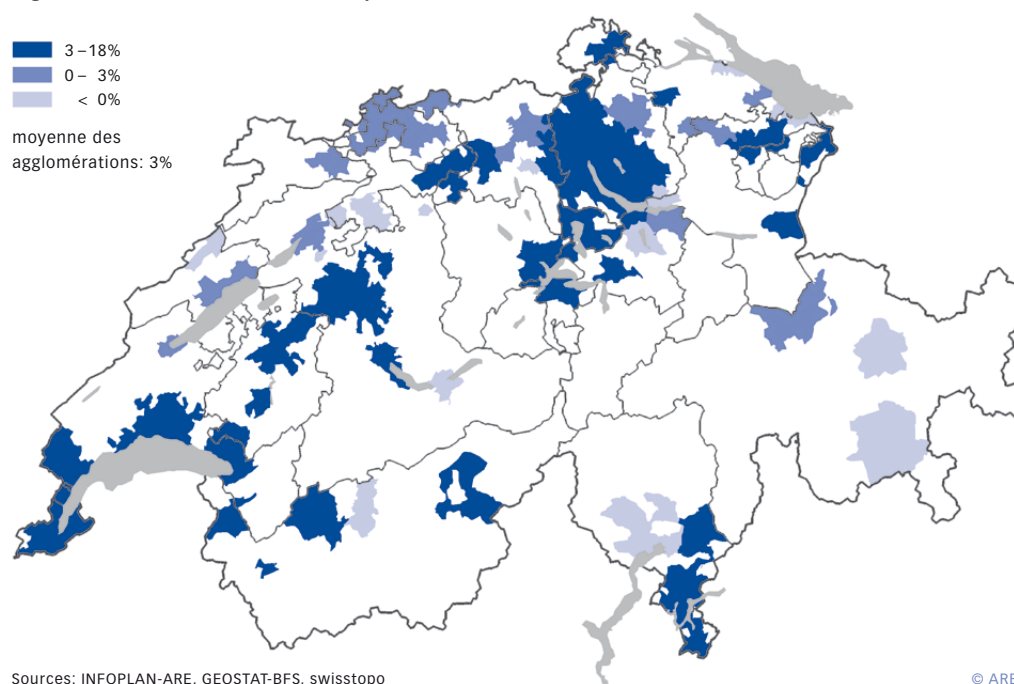 3–18%
0– 3%
< 0%
moyenne des
agglomérations: 3%
Sources: INFOPLAN-ARE, GEOSTAT-BFS, swisstopo
© ARE